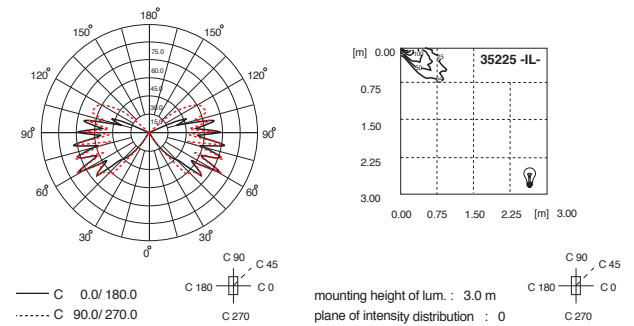 180°
150° 150°
75.0
60.0
120° 120°
45.0
30.0
15.0
90° 90°
60° 60°
30° 30°
0°
C 90
C 45
C 180 C 0
C 270
C 0.0/ 180.0
C 90.0/ 270.0
[m] 0.00
35225 -IL-
0.75
1.50
2.25
3.00
0.00 0.75 1.50 2.25 [m] 3.00
C 90
C 45
C 180 C 0
C 270
mounting height of lum. : 3.0 m
plane of intensity distribution : 0